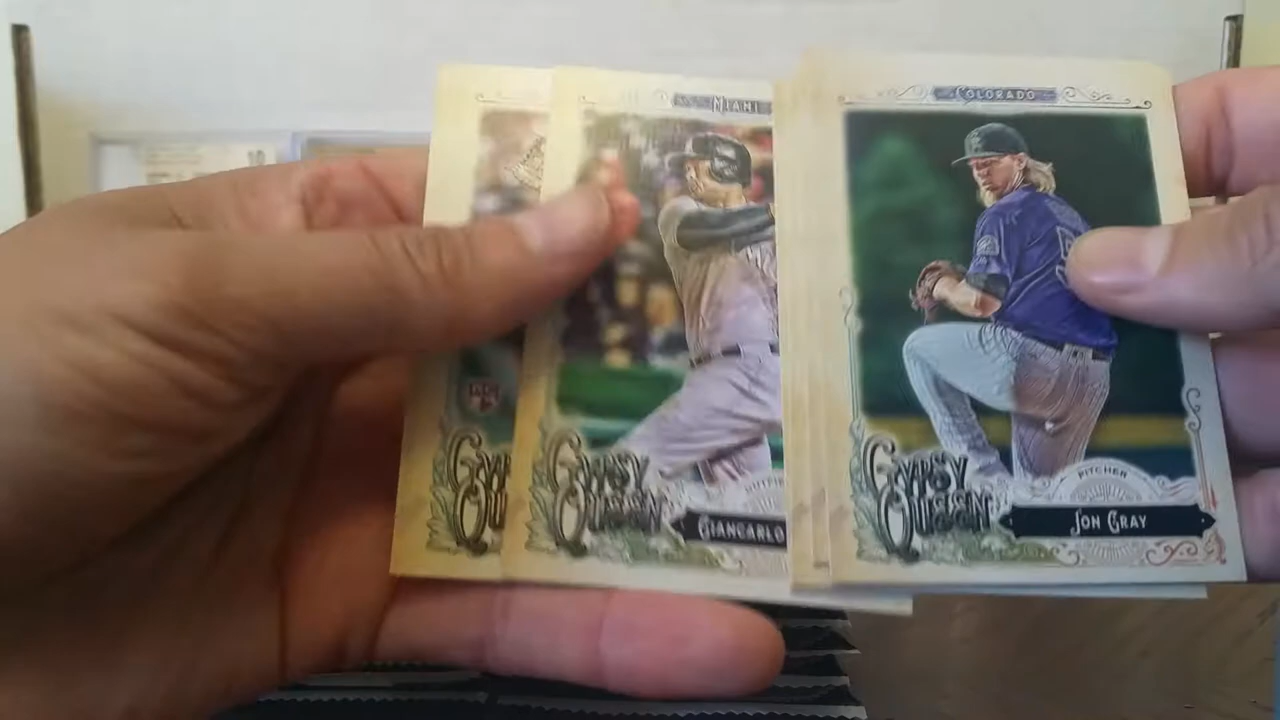 MIAMI
COLORADO
GYPSY
QUEEN
GIANCARLO
GYPSY
QUEEN
PITCHER
JON GRAY